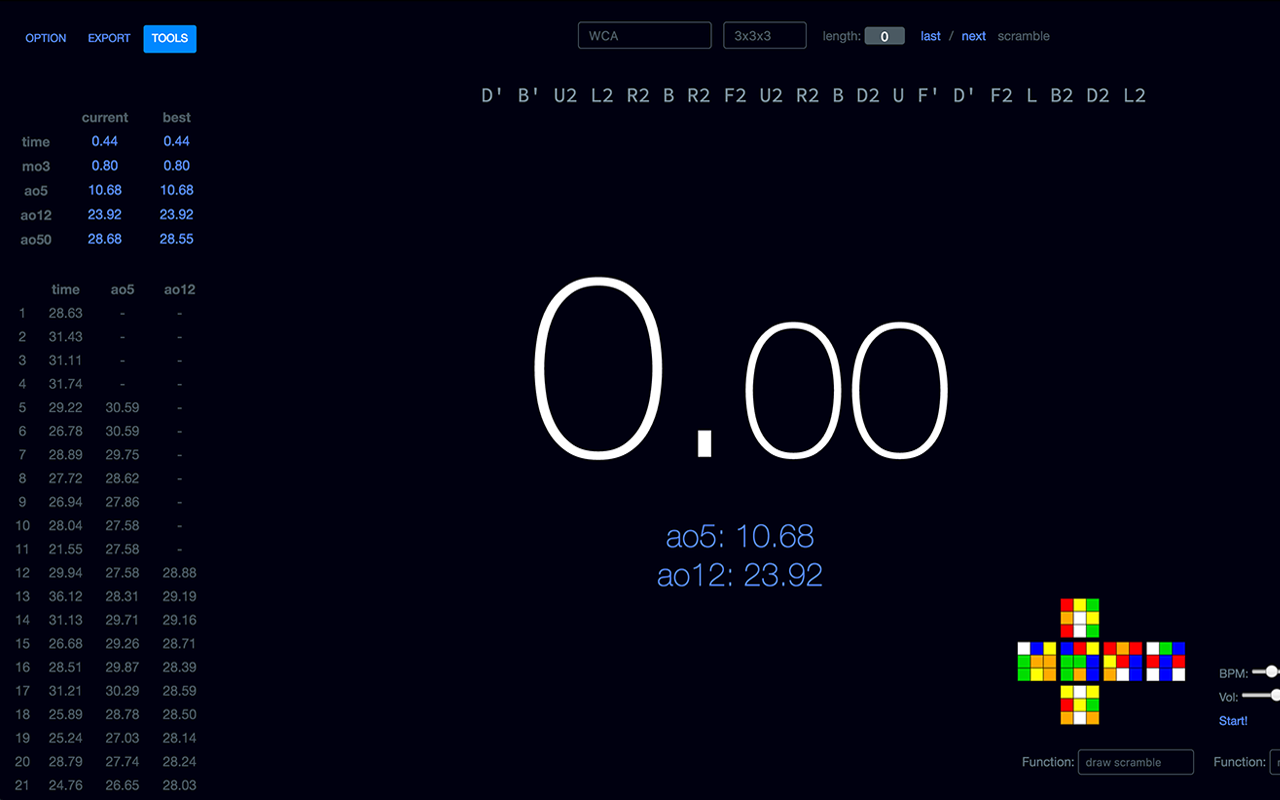 OPTION EXPORT TOOLS WCA 3x3x3 length: 0 last / next scramble
D' B' U2 L2 R2 B R2 F2 U2 R2 B D2 U F' D' F2 L B2 D2 L2
current best
time 0.44 0.44
mo3 0.80 0.80
ao5 10.68 10.68
ao12 23.92 23.92
ao50 28.68 28.55
time ao5 ao12
1 28.63 - -
2 31.43 - -
3 31.11 - -
4 31.74 - -
5 29.22 30.59 -
6 26.78 30.59 -
7 28.89 29.75 -
8 27.72 28.62 -
9 26.94 27.86 -
10 28.04 27.58 -
11 21.55 27.58 -
12 29.94 27.58 28.88
13 36.12 28.31 29.19
14 31.13 29.71 29.16
15 26.68 29.26 28.71
16 28.51 29.87 28.39
17 31.21 30.29 28.59
18 25.89 28.78 28.50
19 25.24 27.03 28.14
20 28.79 27.74 28.24
21 24.76 26.65 28.03
0.00
ao5: 10.68
ao12: 23.92
BPM:
Vol:
Start!
Function: draw scramble Function: